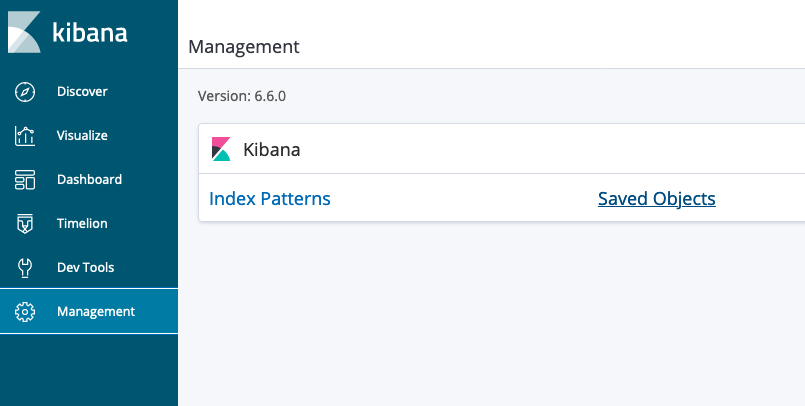 kibana
Discover
Visualize
Dashboard
Timelion
Dev Tools
Management
Management
Version: 6.6.0
Kibana
Index Patterns
Saved Objects